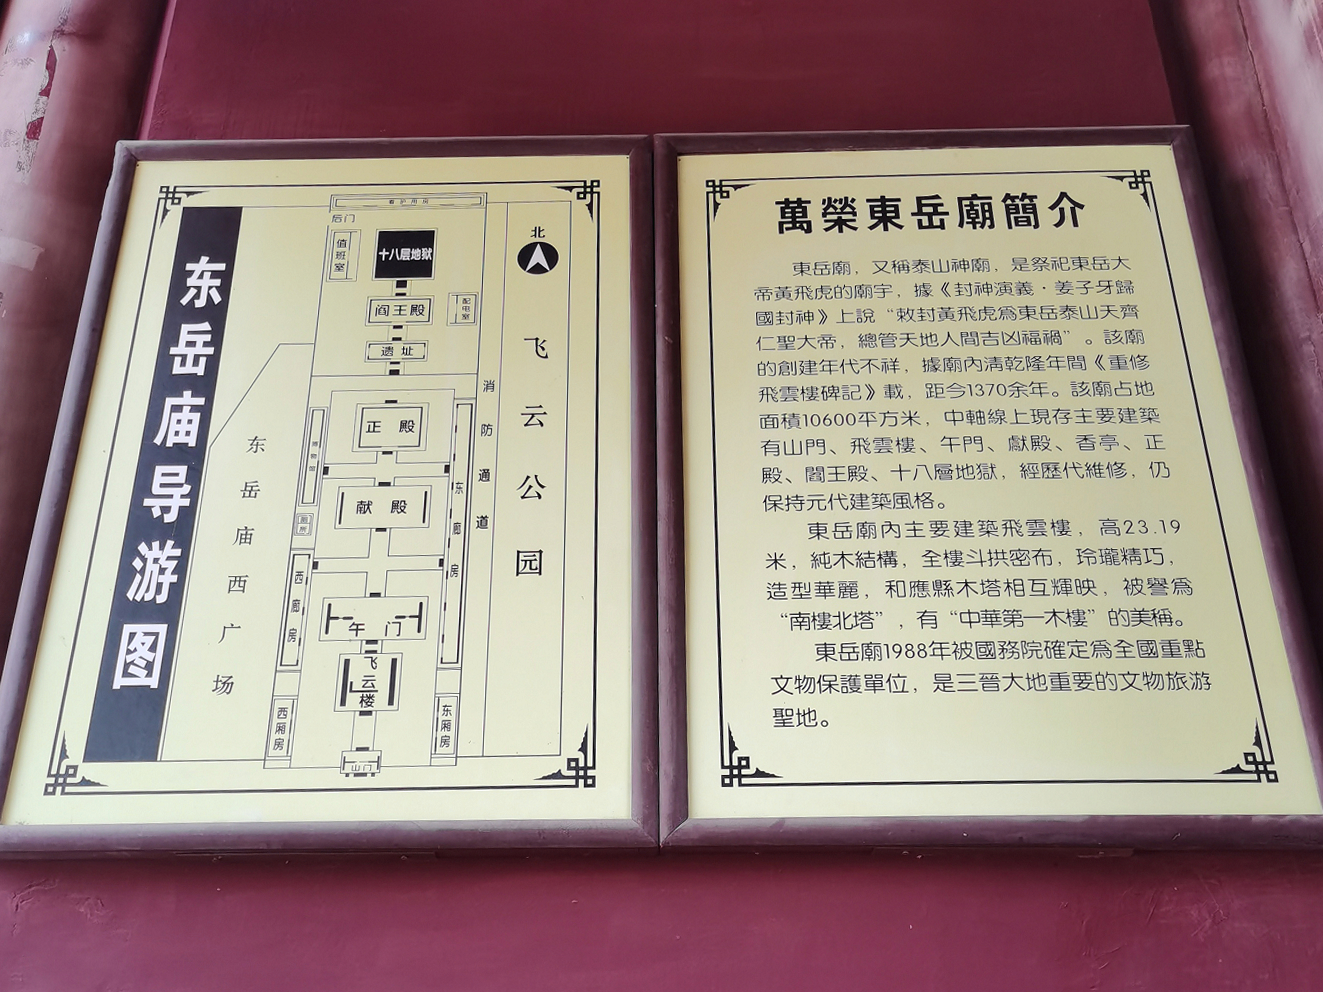 东岳庙导游图
看护用房
后门
值班室
十八层地獄
北
阎王殿
配电室
遗址
飞云公园
消防通道
正殿
博物馆
东岳庙西广场
献殿
东廊房
厕所
西廊房
午门
飞云楼
西厢房
东厢房
山门
萬榮東岳廟簡介
東岳廟，又稱泰山神廟，是祭祀東岳大
帝黃飛虎的廟宇，據《封神演義·姜子牙歸
國封神》上說“敕封黃飛虎爲東岳泰山天齊
仁聖大帝，總管天地人間吉凶福禍”。該廟
的創建年代不祥，據廟內清乾隆年間《重修
飛雲樓碑記》載，距今1370余年。該廟占地
面積10600平方米，中軸線上現存主要建築
有山門、飛雲樓、午門、獻殿、香亭、正
殿、閻王殿、十八層地獄，經歷代維修，仍
保持元代建築風格。
東岳廟內主要建築飛雲樓，高23.19
米，純木結構，全樓斗拱密布，玲瓏精巧，
造型華麗，和應縣木塔相互輝映，被譽爲
“南樓北塔”，有“中華第一木樓”的美稱。
東岳廟1988年被國務院確定爲全國重點
文物保護單位，是三晉大地重要的文物旅游
聖地。